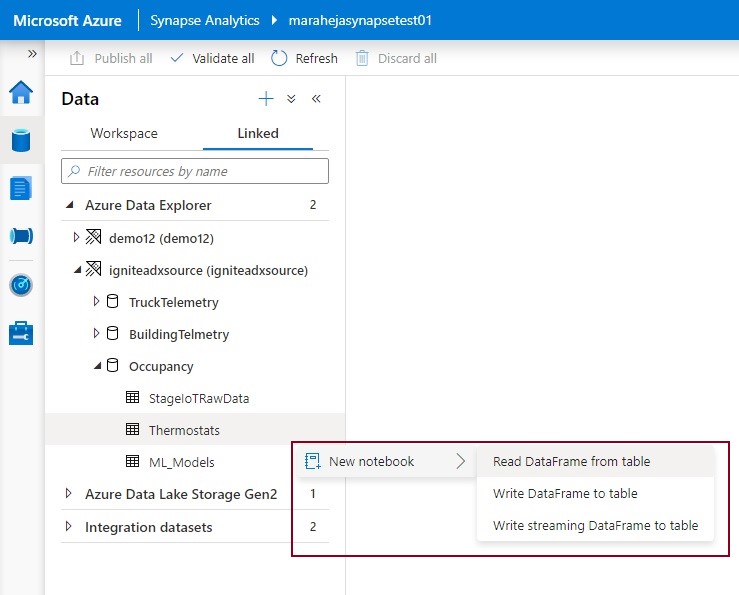 Microsoft Azure Synapse Analytics marahejasynapsetest01
Publish all Validate all Refresh Discard all
Data
Workspace Linked
Filter resources by name
Azure Data Explorer 2
demo12 (demo12)
igniteadxsource (igniteadxsource)
TruckTelemetry
BuildingTelmetry
Occupancy
StageIoTRawData
Thermostats
ML_Models
New notebook Read DataFrame from table
Write DataFrame to table
Write streaming DataFrame to table
Azure Data Lake Storage Gen2 1
Integration datasets 2